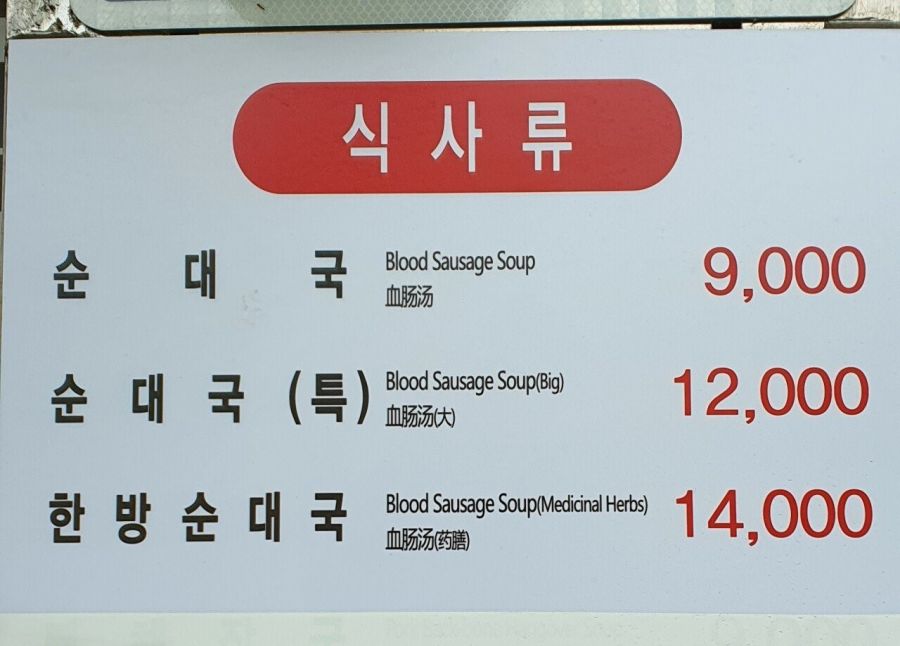 식사류
순대국 Blood Sausage Soup 9,000
血肠汤
순대국(특) Blood Sausage Soup(Big) 12,000
血肠汤(大)
한방순대국 Blood Sausage Soup(Medicinal Herbs) 14,000
血肠汤(药膳)